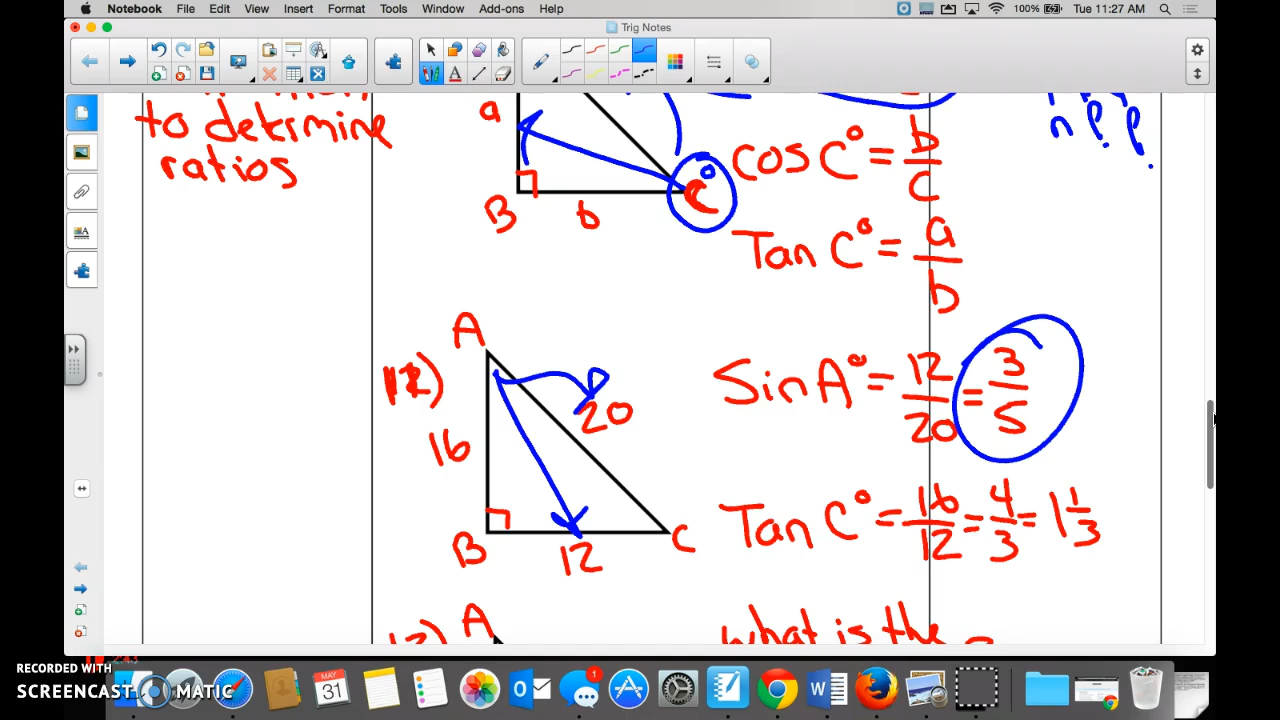 Notebook File Edit View Insert Format Tools Window Add-ons Help 100% Tue 11:27 AM
Trig Notes
to determine
ratios
a
B
b
C°
cos C° = b/c
Tan C° = a/b
n ? ?
A
12)
16
20
B
12
C
Sin A° = 12/20 = 3/5
Tan C° = 16/12 = 4/3 = 1 1/3
A
what is the
RECORDED WITH
SCREENCAST MATIC
MAY
31
1
W